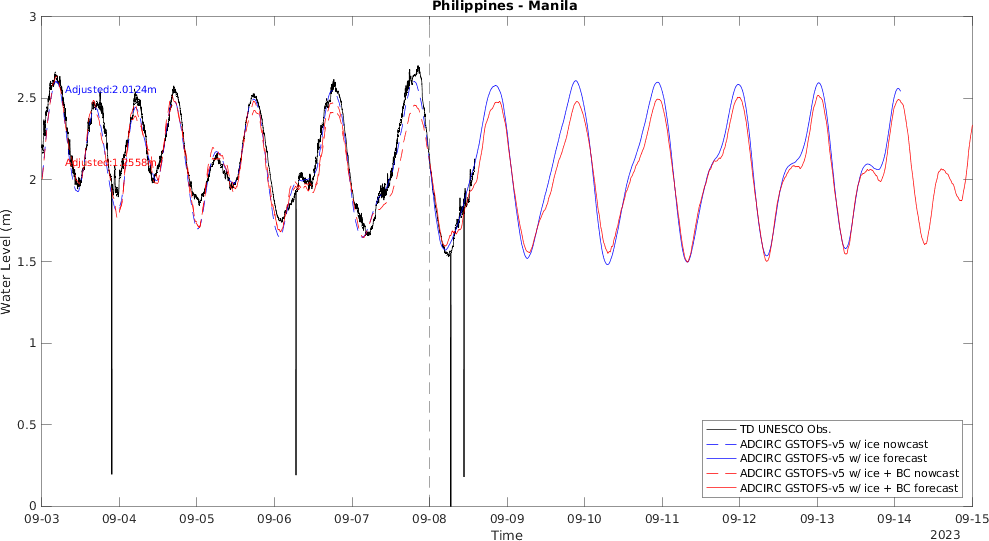 Philippines - Manila
3
2.5
2
1.5
1
0.5
0
Water Level (m)
Adjusted:2.0124m
TD UNESCO Obs.
ADCIRC GSTOFS-v5 w/ ice nowcast
ADCIRC GSTOFS-v5 w/ ice forecast
ADCIRC GSTOFS-v5 w/ ice + BC nowcast
ADCIRC GSTOFS-v5 w/ ice + BC forecast
09-03 09-04 09-05 09-06 09-07 09-08 09-09 09-10 09-11 09-12 09-13 09-14 09-15
Time
2023